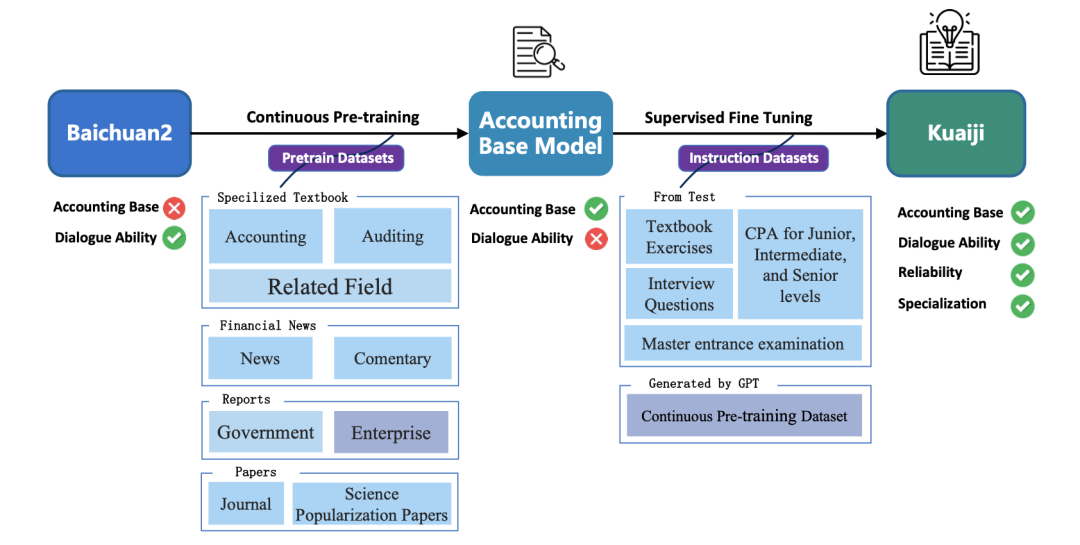 Baichuan2
Continuous Pre-training
Pretrain Datasets
Accounting
Base Model
Supervised Fine Tuning
Instruction Datasets
Kuaiji
Accounting Base
Dialogue Ability
Specilized Textbook
Accounting
Auditing
Related Field
Financial News
News
Comentary
Reports
Government
Enterprise
Papers
Journal
Science
Popularization Papers
Accounting Base
Dialogue Ability
From Test
Textbook
Exercises
CPA for Junior,
Intermediate,
and Senior
levels
Interview
Questions
Master entrance examination
Generated by GPT
Continuous Pre-training Dataset
Accounting Base
Dialogue Ability
Reliability
Specialization